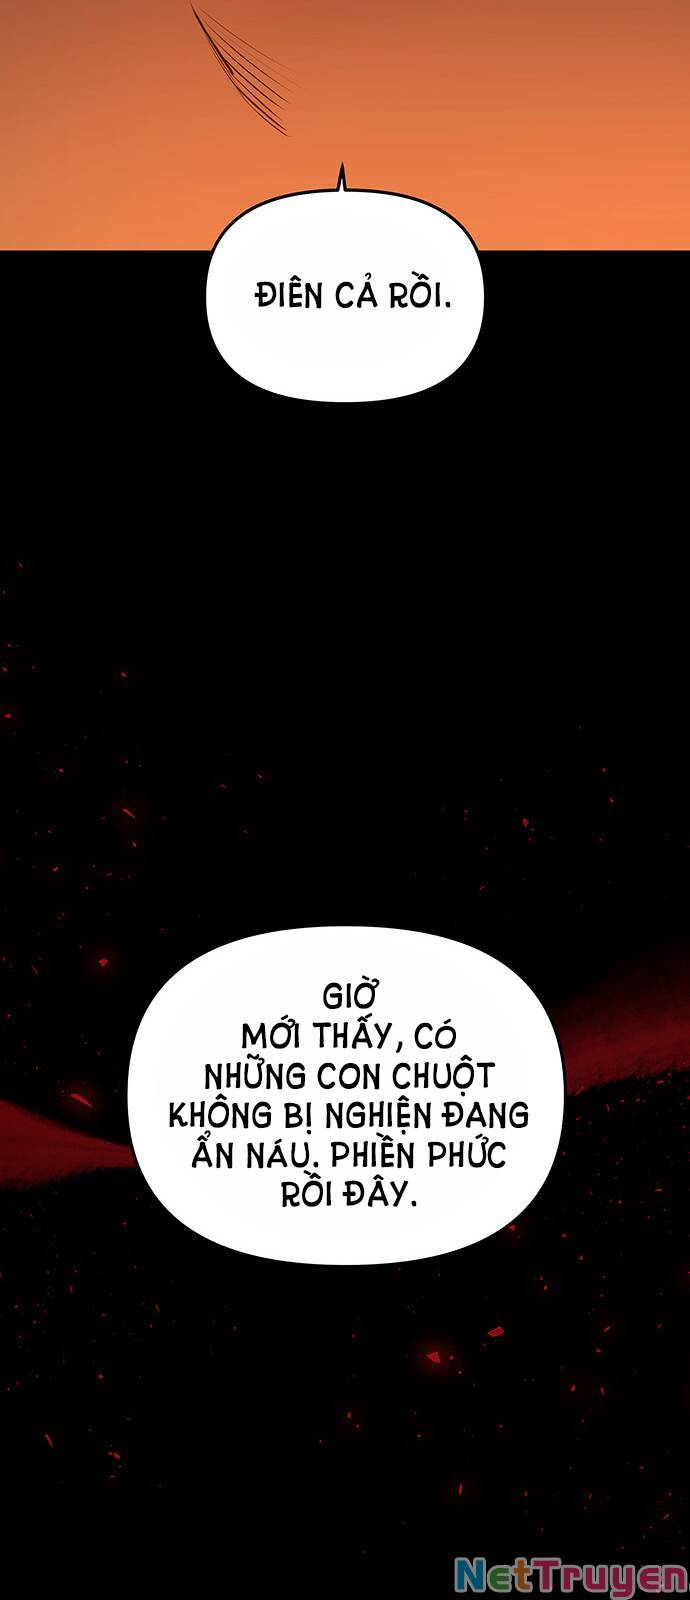 ĐIÊN CẢ RỒI.
GIỜ
MỚI THẤY, CÓ
NHỮNG CON CHUỘT
KHÔNG BỊ NGHIỆN ĐANG
ẨN NÁU. PHIỀN PHỨC
RỒI ĐÂY.
NetTruyen